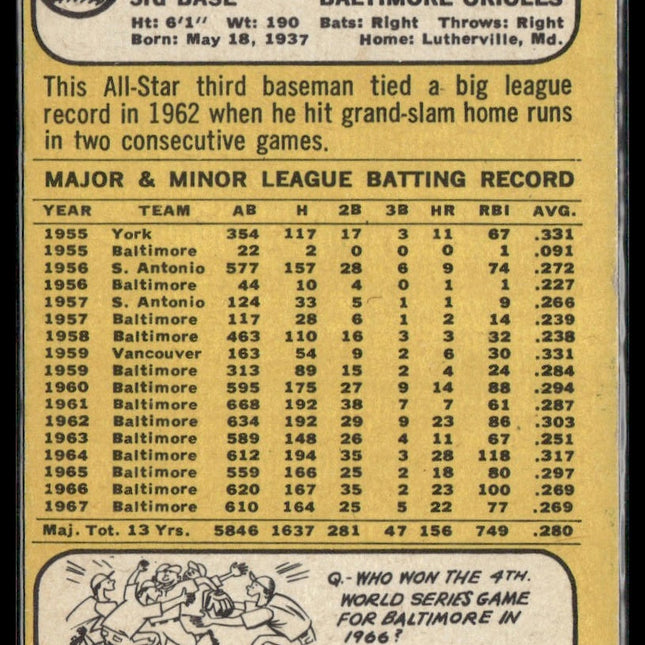 3rd BASE BALTIMORE ORIOLES
Ht: 6'1" Wt: 190 Bats: Right Throws: Right
Born: May 18, 1937 Home: Lutherville, Md.
This All-Star third baseman tied a big league
record in 1962 when he hit grand-slam home runs
in two consecutive games.
MAJOR & MINOR LEAGUE BATTING RECORD
YEAR TEAM AB H 2B 3B HR RBI AVG.
1955 York 354 117 17 3 11 67 .331
1955 Baltimore 22 2 0 0 0 1 .091
1956 S. Antonio 577 157 28 6 9 74 .272
1956 Baltimore 44 10 4 0 1 1 .227
1957 S. Antonio 124 33 5 1 1 9 .266
1957 Baltimore 117 28 6 1 2 14 .239
1958 Baltimore 463 110 16 3 3 32 .238
1959 Vancouver 163 54 9 2 6 30 .331
1959 Baltimore 313 89 15 2 4 24 .284
1960 Baltimore 595 175 27 9 14 88 .294
1961 Baltimore 668 192 38 7 7 61 .287
1962 Baltimore 634 192 29 9 23 86 .303
1963 Baltimore 589 148 26 4 11 67 .251
1964 Baltimore 612 194 35 3 28 118 .317
1965 Baltimore 559 166 25 2 18 80 .297
1966 Baltimore 620 167 35 2 23 100 .269
1967 Baltimore 610 164 25 5 22 77 .269
Maj. Tot. 13 Yrs. 5846 1637 281 47 156 749 .280
Q.- WHO WON THE 4TH.
WORLD SERIES GAME
FOR BALTIMORE IN
1966?